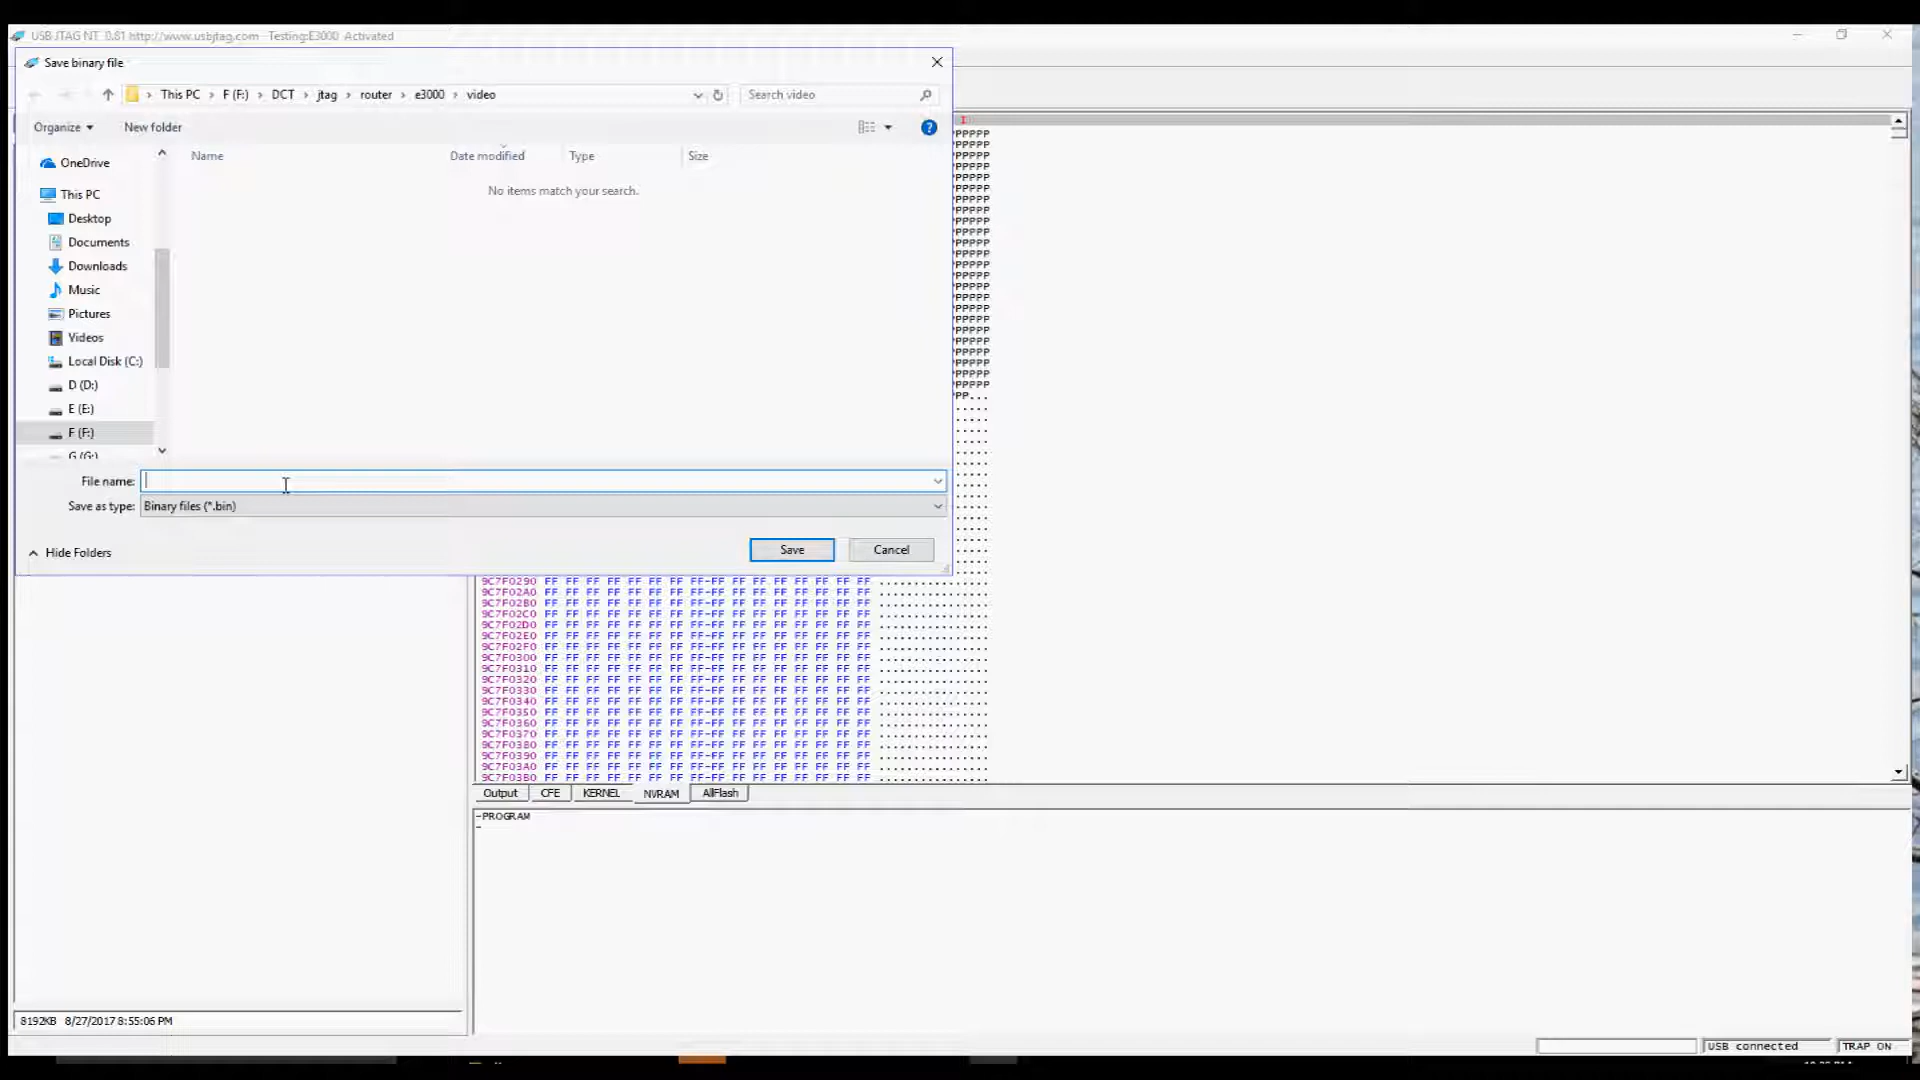 USB JTAG NT 0.81 http://www.usbjtag.com --Testing:E3000 Activated
Save binary file
This PC > F (F:) > DCT > jtag > router > e3000 > video
Search video
Organize
New folder
Name Date modified Type Size
No items match your search.
OneDrive
This PC
Desktop
Documents
Downloads
Music
Pictures
Videos
Local Disk (C:)
D (D:)
E (E:)
F (F:)
G (G:)
File name:
Save as type: Binary files (*.bin)
Hide Folders
Save
Cancel
9C7F0290 FF FF FF FF FF FF FF FF-FF FF FF FF FF FF FF FF ................
9C7F02A0 FF FF FF FF FF FF FF FF-FF FF FF FF FF FF FF FF ................
9C7F02B0 FF FF FF FF FF FF FF FF-FF FF FF FF FF FF FF FF ................
9C7F02C0 FF FF FF FF FF FF FF FF-FF FF FF FF FF FF FF FF ................
9C7F02D0 FF FF FF FF FF FF FF FF-FF FF FF FF FF FF FF FF ................
9C7F02E0 FF FF FF FF FF FF FF FF-FF FF FF FF FF FF FF FF ................
9C7F02F0 FF FF FF FF FF FF FF FF-FF FF FF FF FF FF FF FF ................
9C7F0300 FF FF FF FF FF FF FF FF-FF FF FF FF FF FF FF FF ................
9C7F0310 FF FF FF FF FF FF FF FF-FF FF FF FF FF FF FF FF ................
9C7F0320 FF FF FF FF FF FF FF FF-FF FF FF FF FF FF FF FF ................
9C7F0330 FF FF FF FF FF FF FF FF-FF FF FF FF FF FF FF FF ................
9C7F0340 FF FF FF FF FF FF FF FF-FF FF FF FF FF FF FF FF ................
9C7F0350 FF FF FF FF FF FF FF FF-FF FF FF FF FF FF FF FF ................
9C7F0360 FF FF FF FF FF FF FF FF-FF FF FF FF FF FF FF FF ................
9C7F0370 FF FF FF FF FF FF FF FF-FF FF FF FF FF FF FF FF ................
9C7F0380 FF FF FF FF FF FF FF FF-FF FF FF FF FF FF FF FF ................
9C7F0390 FF FF FF FF FF FF FF FF-FF FF FF FF FF FF FF FF ................
9C7F03A0 FF FF FF FF FF FF FF FF-FF FF FF FF FF FF FF FF ................
9C7F03B0 FF FF FF FF FF FF FF FF-FF FF FF FF FF FF FF FF ................
Output CFE KERNEL NVRAM AllFlash
-PROGRAM
-
8192KB 8/27/2017 8:55:06 PM
USB connected
TRAP ON